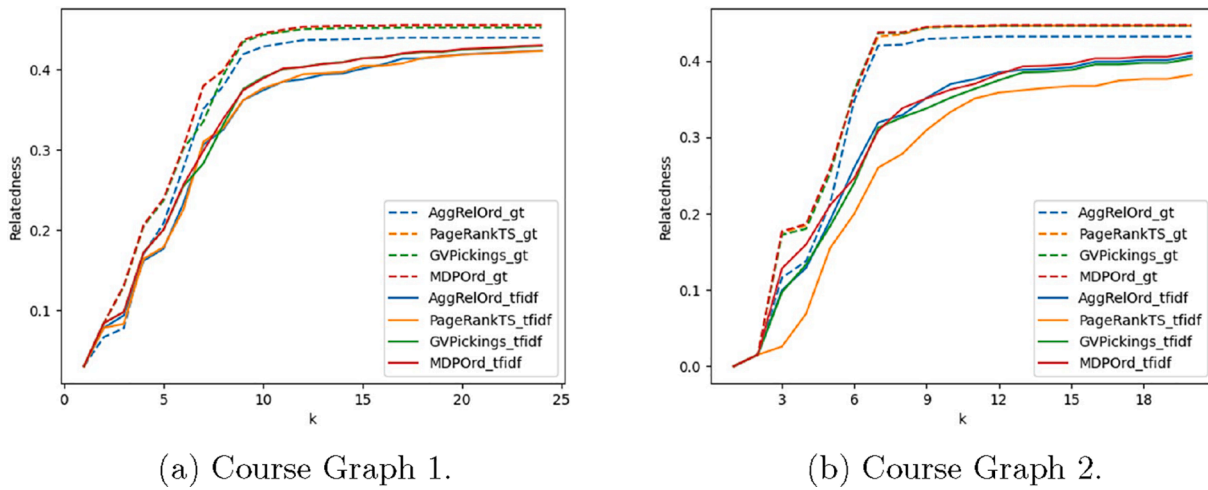 0.4
0.3
0.2
0.1
Relatedness
0
5
10
15
20
25
k
AggRelOrd_gt
PageRankTS_gt
GVPickings_gt
MDPOrd_gt
AggRelOrd_tfidf
PageRankTS_tfidf
GVPickings_tfidf
MDPOrd_tfidf
(a) Course Graph 1.
0.4
0.3
0.2
0.1
0.0
Relatedness
3
6
9
12
15
18
k
AggRelOrd_gt
PageRankTS_gt
GVPickings_gt
MDPOrd_gt
AggRelOrd_tfidf
PageRankTS_tfidf
GVPickings_tfidf
MDPOrd_tfidf
(b) Course Graph 2.